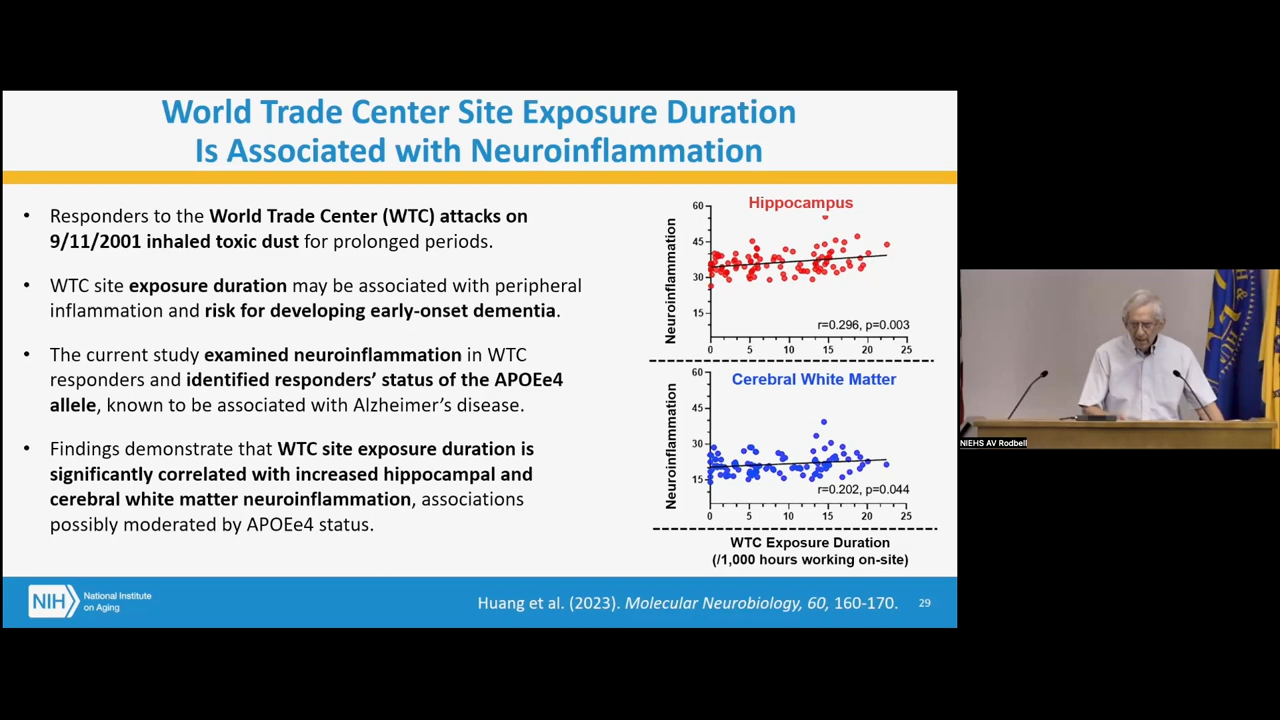 World Trade Center Site Exposure Duration
Is Associated with Neuroinflammation
• Responders to the World Trade Center (WTC) attacks on
9/11/2001 inhaled toxic dust for prolonged periods.
• WTC site exposure duration may be associated with peripheral
inflammation and risk for developing early-onset dementia.
• The current study examined neuroinflammation in WTC
responders and identified responders’ status of the APOEe4
allele, known to be associated with Alzheimer’s disease.
• Findings demonstrate that WTC site exposure duration is
significantly correlated with increased hippocampal and
cerebral white matter neuroinflammation, associations
possibly moderated by APOEe4 status.
Hippocampus
Neuroinflammation
60
45
30
15
r=0.296, p=0.003
0 5 10 15 20 25
Cerebral White Matter
Neuroinflammation
60
45
30
15
r=0.202, p=0.044
0 5 10 15 20 25
WTC Exposure Duration
(/1,000 hours working on-site)
NIH
National Institute
on Aging
Huang et al. (2023). Molecular Neurobiology, 60, 160-170.
29
NIEHS AV Rodbell